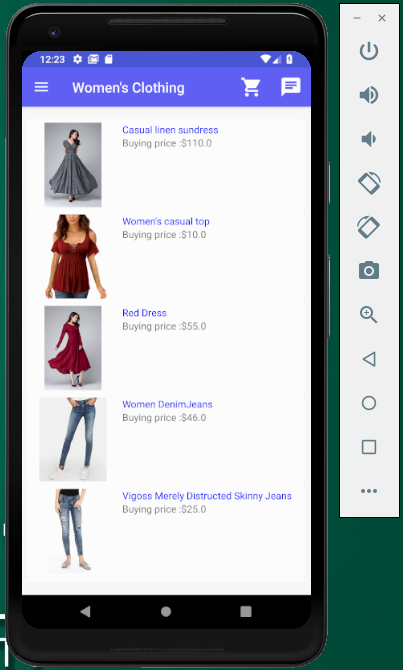 12:23
Women's Clothing
Casual linen sundress
Buying price :$110.0
Women's casual top
Buying price :$10.0
Red Dress
Buying price :$55.0
Women DenimJeans
Buying price :$46.0
Vigoss Merely Distructed Skinny Jeans
Buying price :$25.0